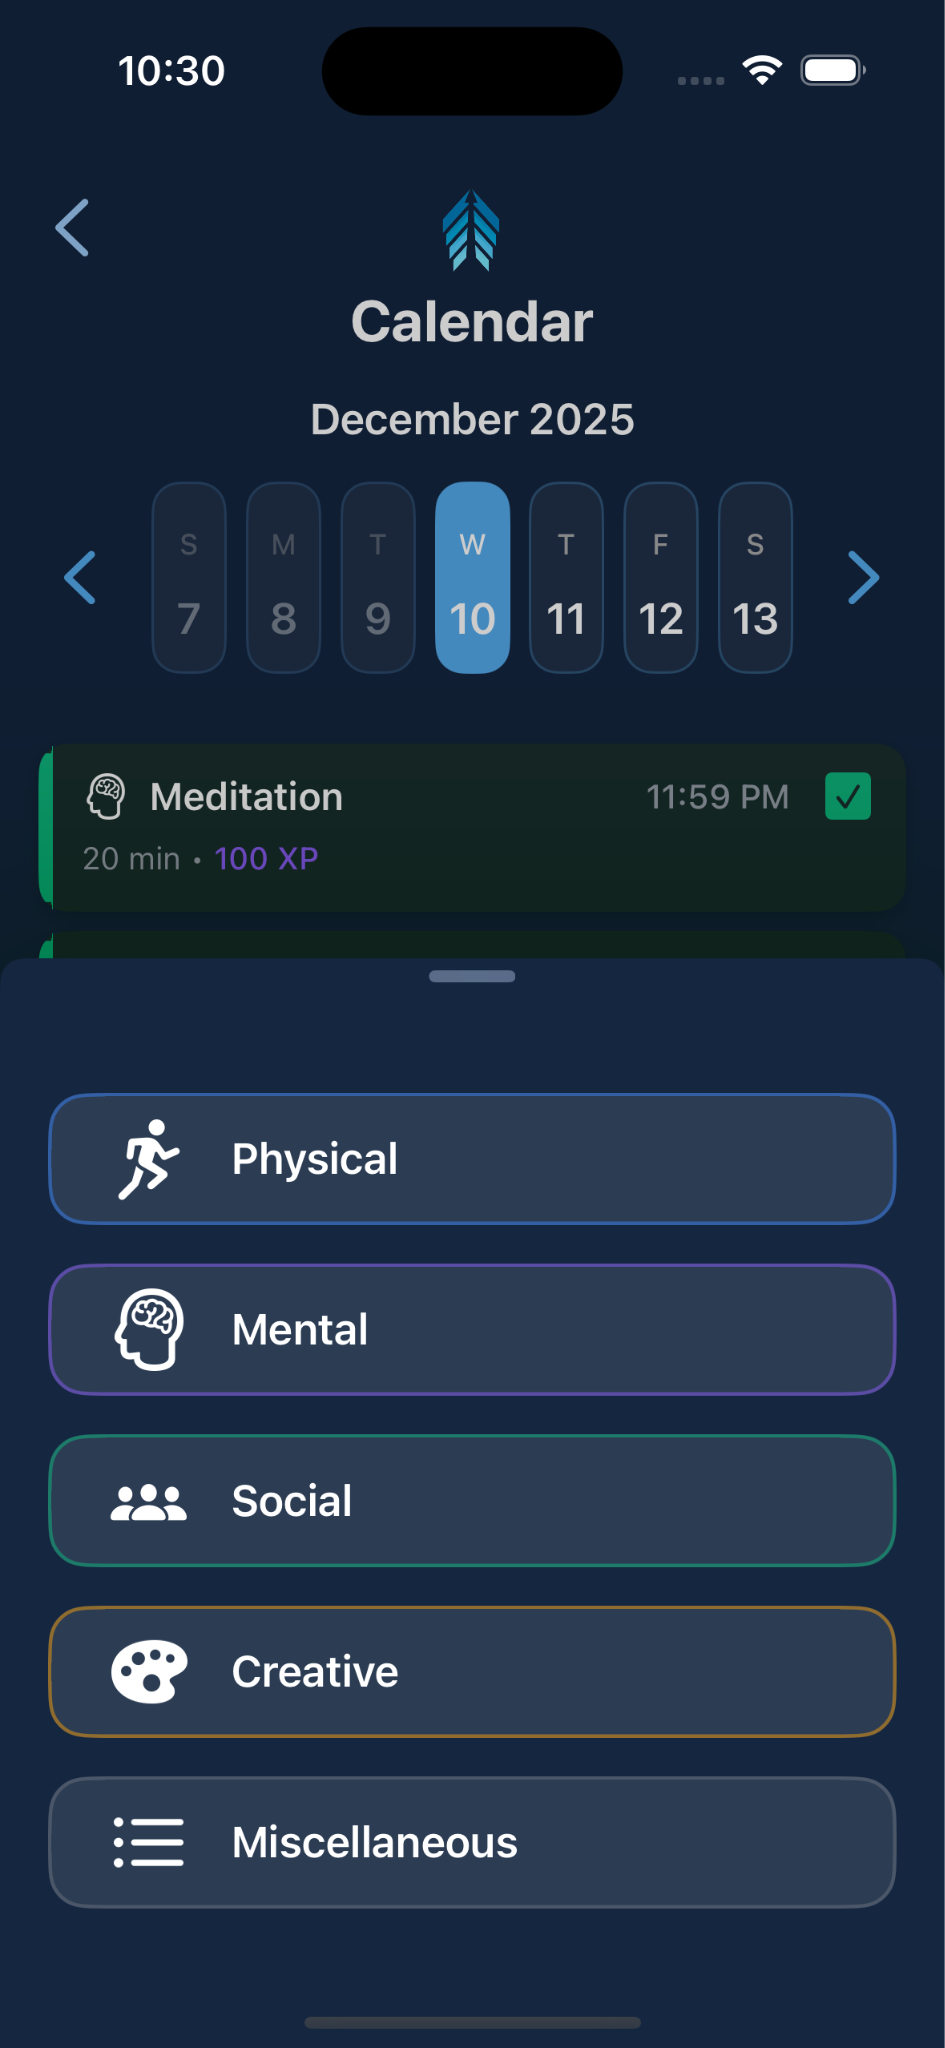 10:30
Calendar
December 2025
S M T W T F S
7 8 9 10 11 12 13
Meditation 11:59 PM
20 min • 100 XP
Physical
Mental
Social
Creative
Miscellaneous